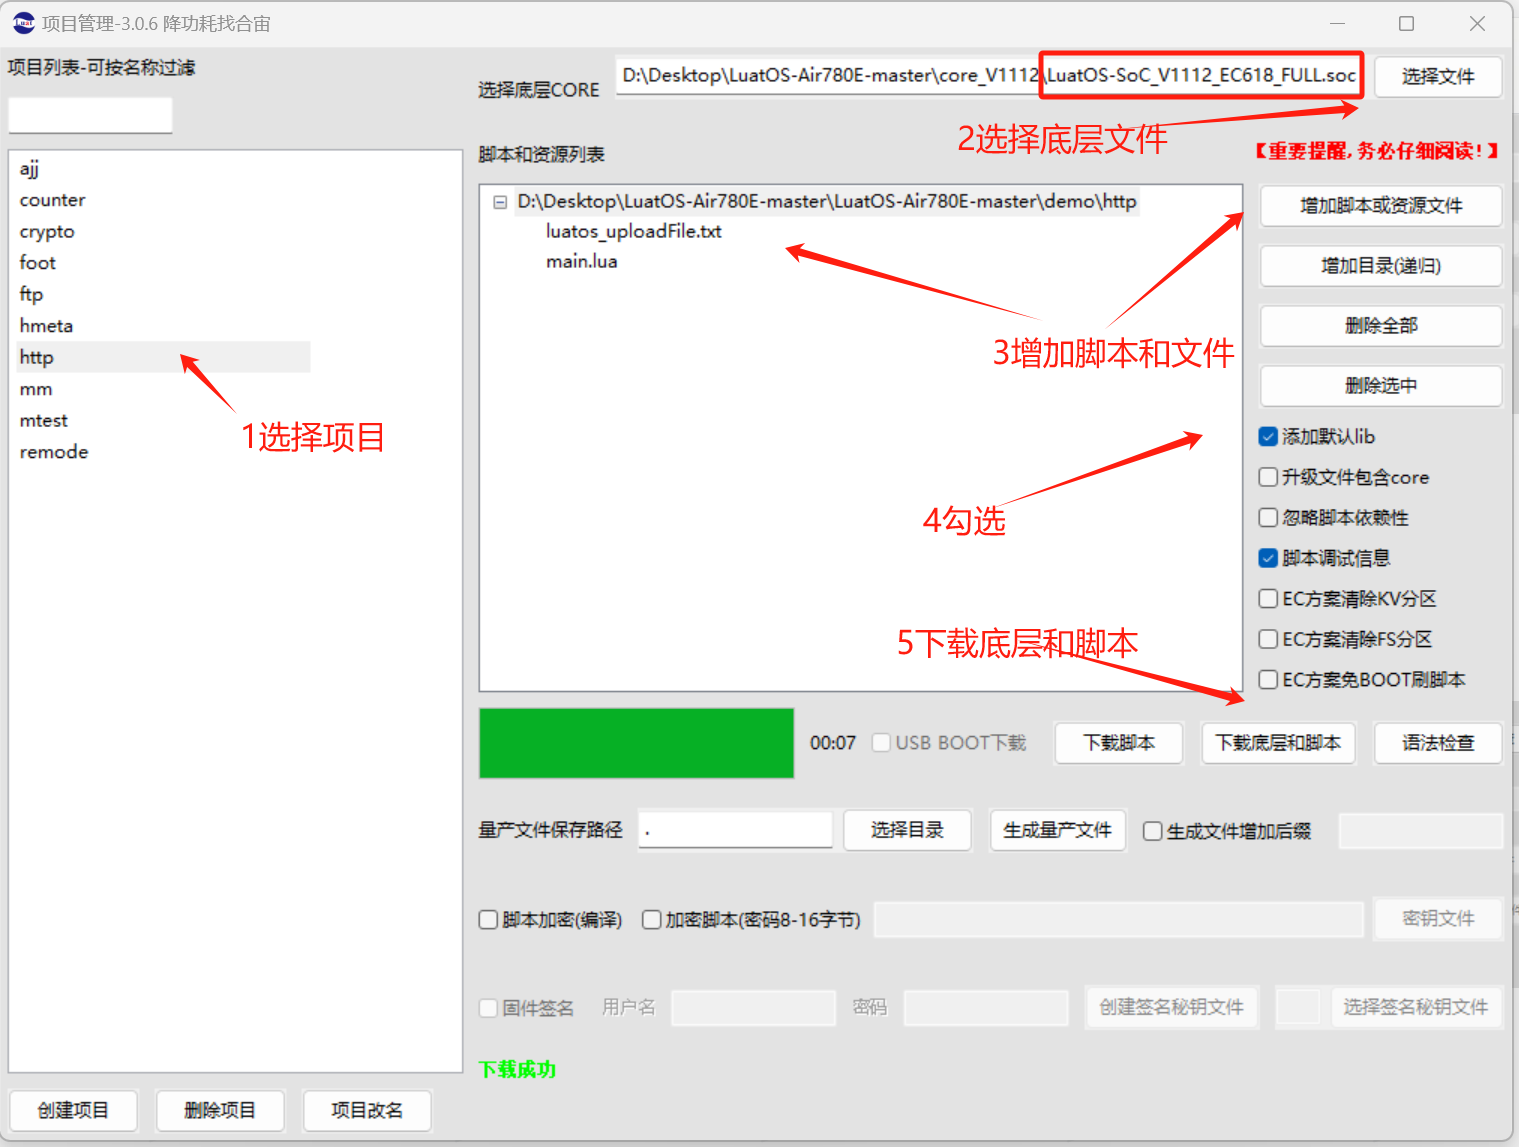 Luat 项目管理-3.0.6 降功耗找合宙
项目列表-可按名称过滤
选择底层CORE D:\Desktop\LuatOS-Air780E-master\core_V1112\LuatOS-SoC_V1112_EC618_FULL.soc 选择文件
2选择底层文件
【重要提醒,务必仔细阅读!】
脚本和资源列表
ajj
counter
crypto
foot
ftp
hmeta
http
mm
mtest
remode
1选择项目
D:\Desktop\LuatOS-Air780E-master\LuatOS-Air780E-master\demo\http
luatos_uploadFile.txt
main.lua
3增加脚本和文件
4勾选
5下载底层和脚本
增加脚本或资源文件
增加目录(递归)
删除全部
删除选中
添加默认lib
升级文件包含core
忽略脚本依赖性
脚本调试信息
EC方案清除KV分区
EC方案清除FS分区
EC方案免BOOT刷脚本
00:07 USB BOOT下载 下载脚本 下载底层和脚本 语法检查
量产文件保存路径 . 选择目录 生成量产文件 生成文件增加后缀
脚本加密(编译) 加密脚本(密码8-16字节) 密钥文件
固件签名 用户名 密码 创建签名秘钥文件 选择签名秘钥文件
下载成功
创建项目 删除项目 项目改名